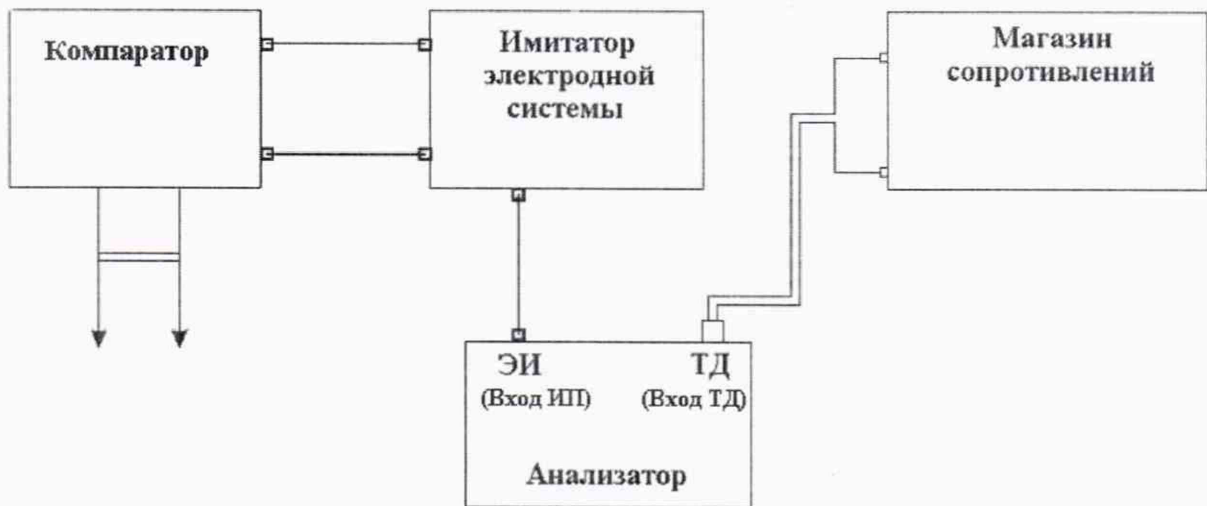 Компаратор
Имитатор
электродной
системы
Магазин
сопротивлений
ЭИ
ТД
(Вход ИП)
(Вход ТД)
Анализатор